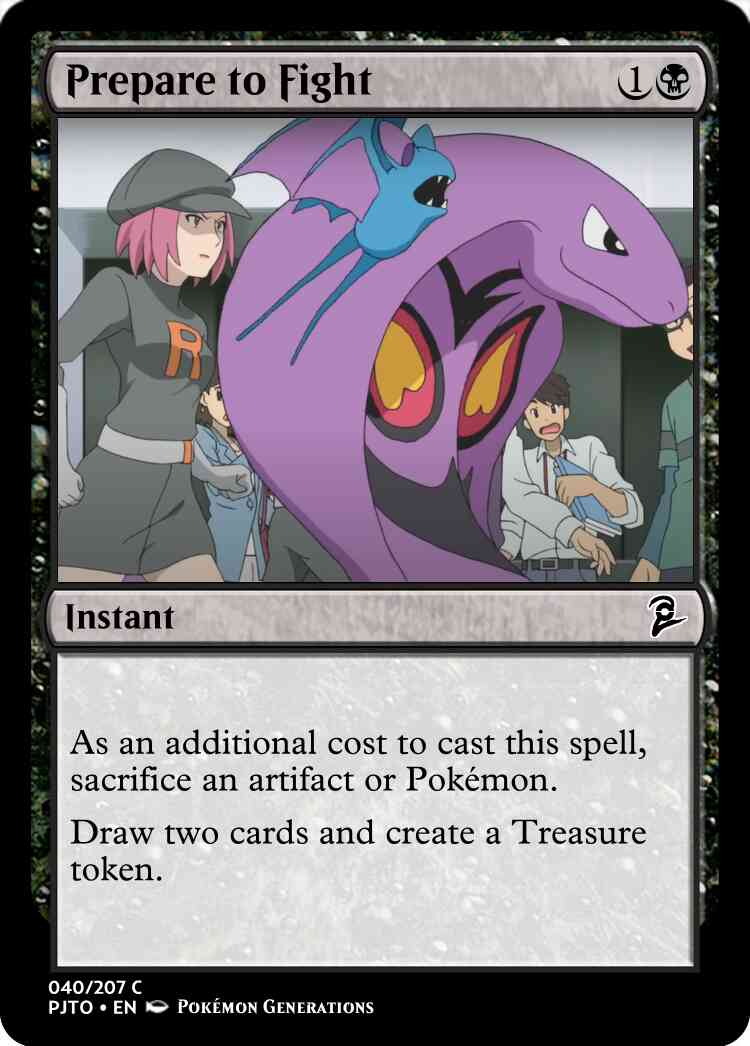 Prepare to Fight
1
R
Instant
As an additional cost to cast this spell,
sacrifice an artifact or Pokémon.
Draw two cards and create a Treasure
token.
040/207 C
PJTO • EN Pokémon Generations